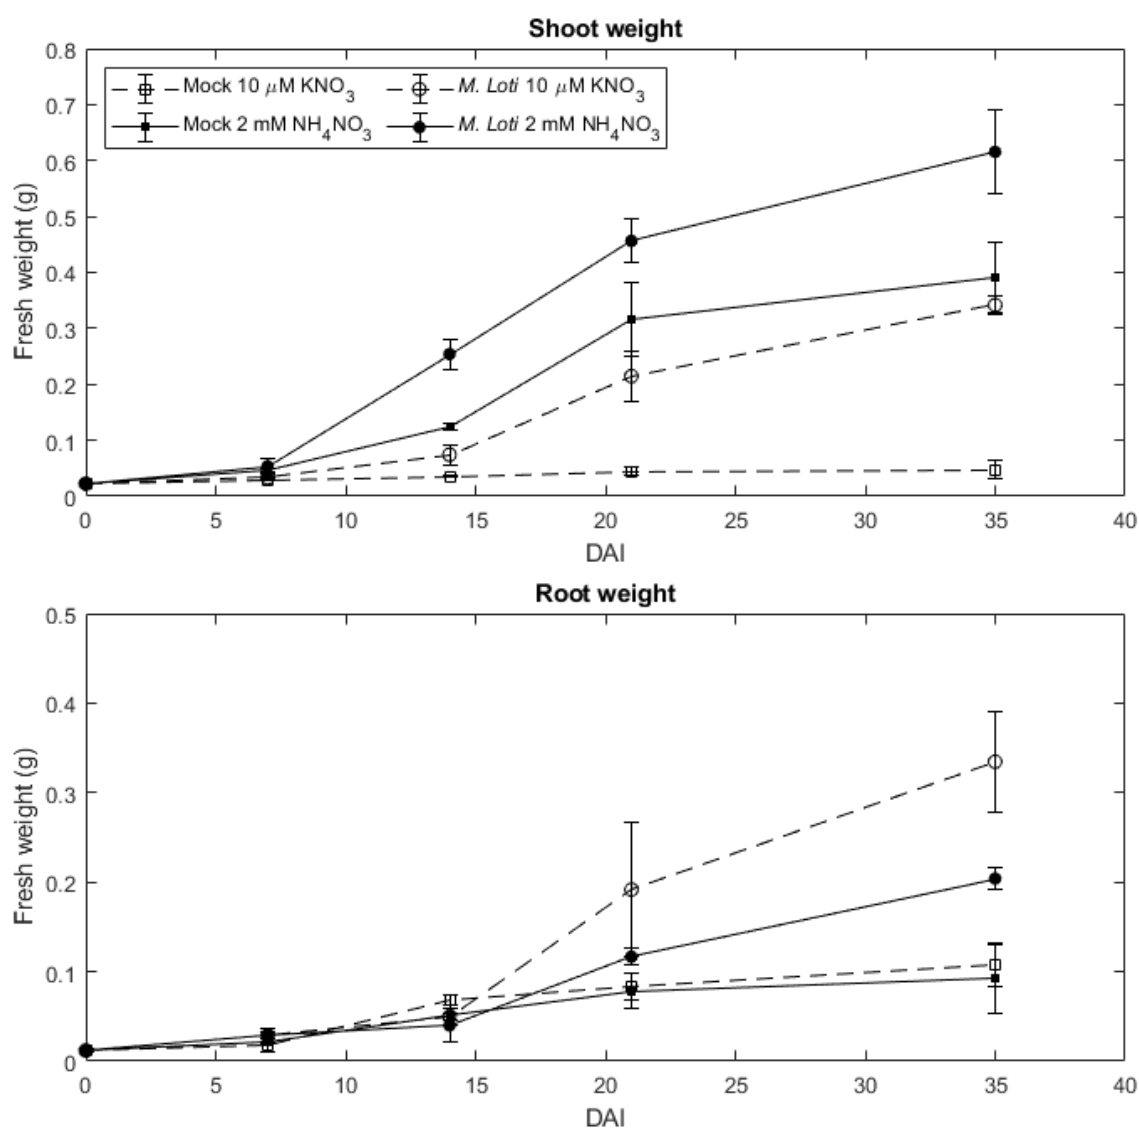 Shoot weight
0.8
0.7
0.6
0.5
0.4
0.3
0.2
0.1
0
Fresh weight (g)
Mock 10 μM KNO₃
M. Loti 10 μM KNO₃
Mock 2 mM NH₄NO₃
M. Loti 2 mM NH₄NO₃
0 5 10 15 20 25 30 35 40
DAI
Root weight
0.5
0.4
0.3
0.2
0.1
0
Fresh weight (g)
0 5 10 15 20 25 30 35 40
DAI